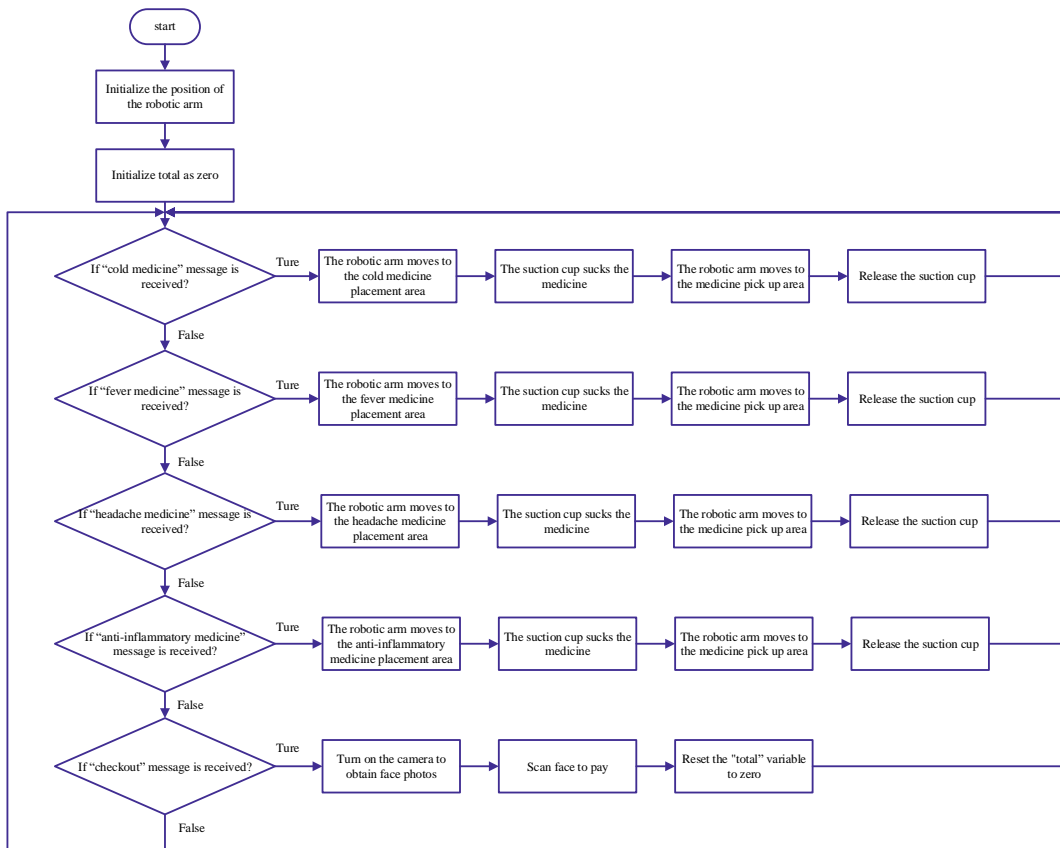 start
Initialize the position of
the robotic arm
Initialize total as zero
If “cold medicine” message is
received?
Ture
The robotic arm moves to
the cold medicine
placement area
The suction cup sucks the
medicine
The robotic arm moves to
the medicine pick up area
Release the suction cup
False
If “fever medicine” message is
received?
Ture
The robotic arm moves to
the fever medicine
placement area
The suction cup sucks the
medicine
The robotic arm moves to
the medicine pick up area
Release the suction cup
False
If “headache medicine” message is
received?
Ture
The robotic arm moves to
the headache medicine
placement area
The suction cup sucks the
medicine
The robotic arm moves to
the medicine pick up area
Release the suction cup
False
If “anti-inflammatory medicine”
message is received?
Ture
The robotic arm moves to
the anti-inflammatory
medicine placement area
The suction cup sucks the
medicine
The robotic arm moves to
the medicine pick up area
Release the suction cup
False
If “checkout” message is received?
Ture
Turn on the camera to
obtain face photos
Scan face to pay
Reset the "total” variable
to zero
False